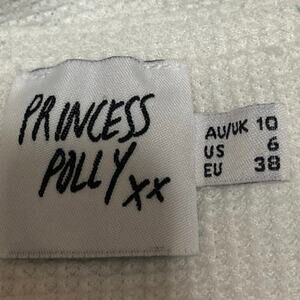 PRINCESS
POLLY xx
AU/UK 10
US 6
EU 38